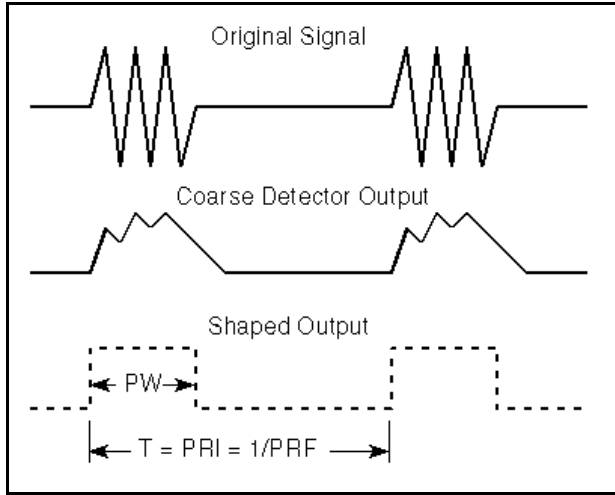 Original Signal
Coarse Detector Output
Shaped Output
PW
T = PRI = 1/PRF